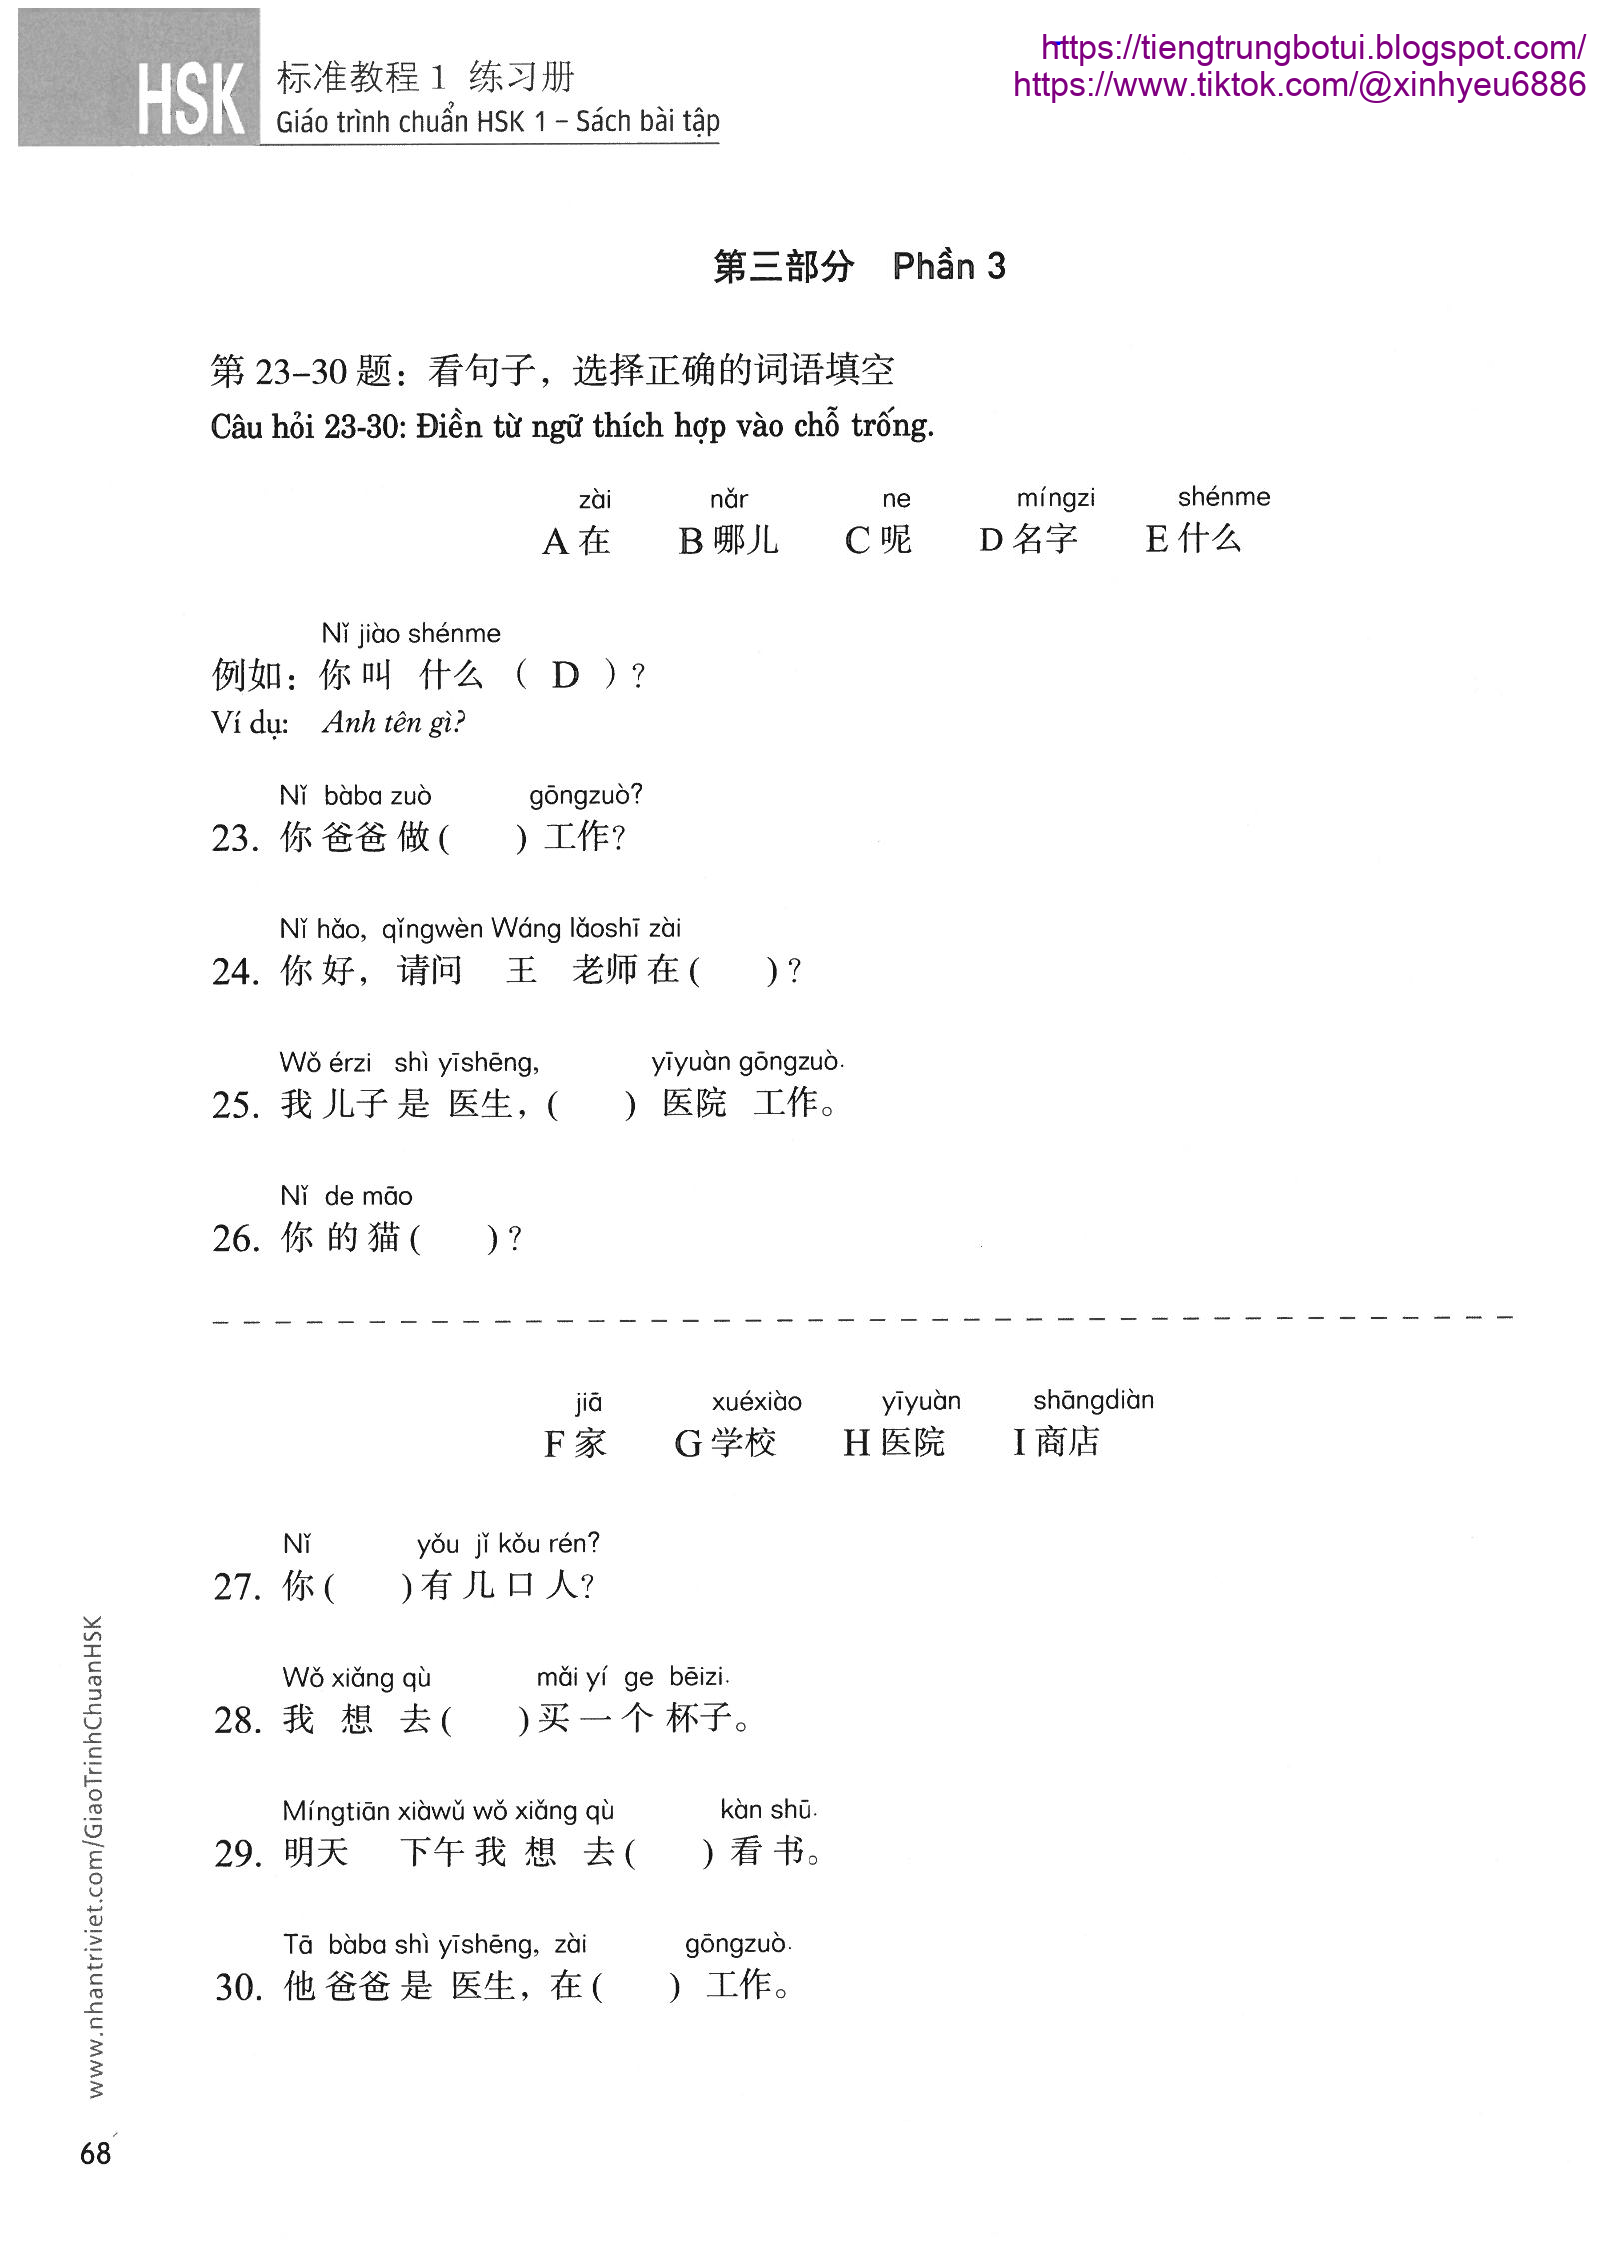 https://tiengtrungbotui.blogspot.com/
https://www.tiktok.com/@xinhyeu6886
HSK 标准教程 1 练习册
Giáo trình chuẩn HSK 1 – Sách bài tập
第三部分 Phần 3
第 23–30 题：看句子，选择正确的词语填空
Câu hỏi 23-30: Điền từ ngữ thích hợp vào chỗ trống.
zài nǎr ne míngzi shénme
A 在 B 哪儿 C 呢 D 名字 E 什么
Nǐ jiào shénme
例如：你 叫 什么 （ D ）？
Ví dụ: Anh tên gì?
Nǐ bàba zuò gōngzuò?
23. 你 爸爸 做 ( ) 工作?
Nǐ hǎo, qǐngwèn Wáng lǎoshī zài
24. 你 好， 请问 王 老师 在 ( ) ?
Wǒ érzi shì yīshēng, yīyuàn gōngzuò.
25. 我 儿子 是 医生， ( ) 医院 工作。
Nǐ de māo
26. 你 的 猫 ( ) ?
jiā xuéxiào yīyuàn shāngdiàn
F 家 G 学校 H 医院 I 商店
Nǐ yǒu jǐ kǒu rén?
27. 你 ( ) 有 几 口 人?
Wǒ xiǎng qù mǎi yí ge bēizi.
28. 我 想 去 ( ) 买 一 个 杯子。
Míngtiān xiàwǔ wǒ xiǎng qù kàn shū.
29. 明天 下午 我 想 去 ( ) 看 书。
Tā bàba shì yīshēng, zài gōngzuò.
30. 他 爸爸 是 医生， 在 ( ) 工作。
www.nhantriviet.com/GiaoTrinhChuanHSK
68